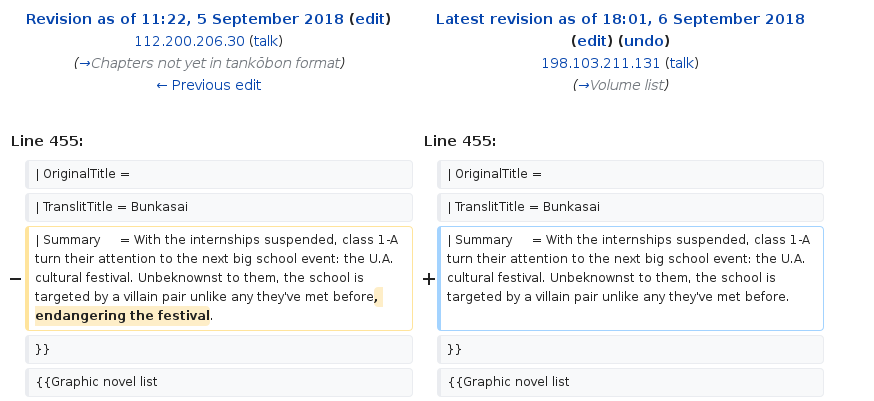 Revision as of 11:22, 5 September 2018 (edit)
112.200.206.30 (talk)
(→Chapters not yet in tankōbon format)
← Previous edit
Latest revision as of 18:01, 6 September 2018
(edit) (undo)
198.103.211.131 (talk)
(→Volume list)
Line 455:
Line 455:
| OriginalTitle =
| OriginalTitle =
| TranslitTitle = Bunkasai
| TranslitTitle = Bunkasai
−
| Summary = With the internships suspended, class 1-A
turn their attention to the next big school event: the U.A.
cultural festival. Unbeknownst to them, the school is
targeted by a villain pair unlike any they've met before,
endangering the festival.
+
| Summary = With the internships suspended, class 1-A
turn their attention to the next big school event: the U.A.
cultural festival. Unbeknownst to them, the school is
targeted by a villain pair unlike any they've met before.
}}
}}
{{Graphic novel list
{{Graphic novel list